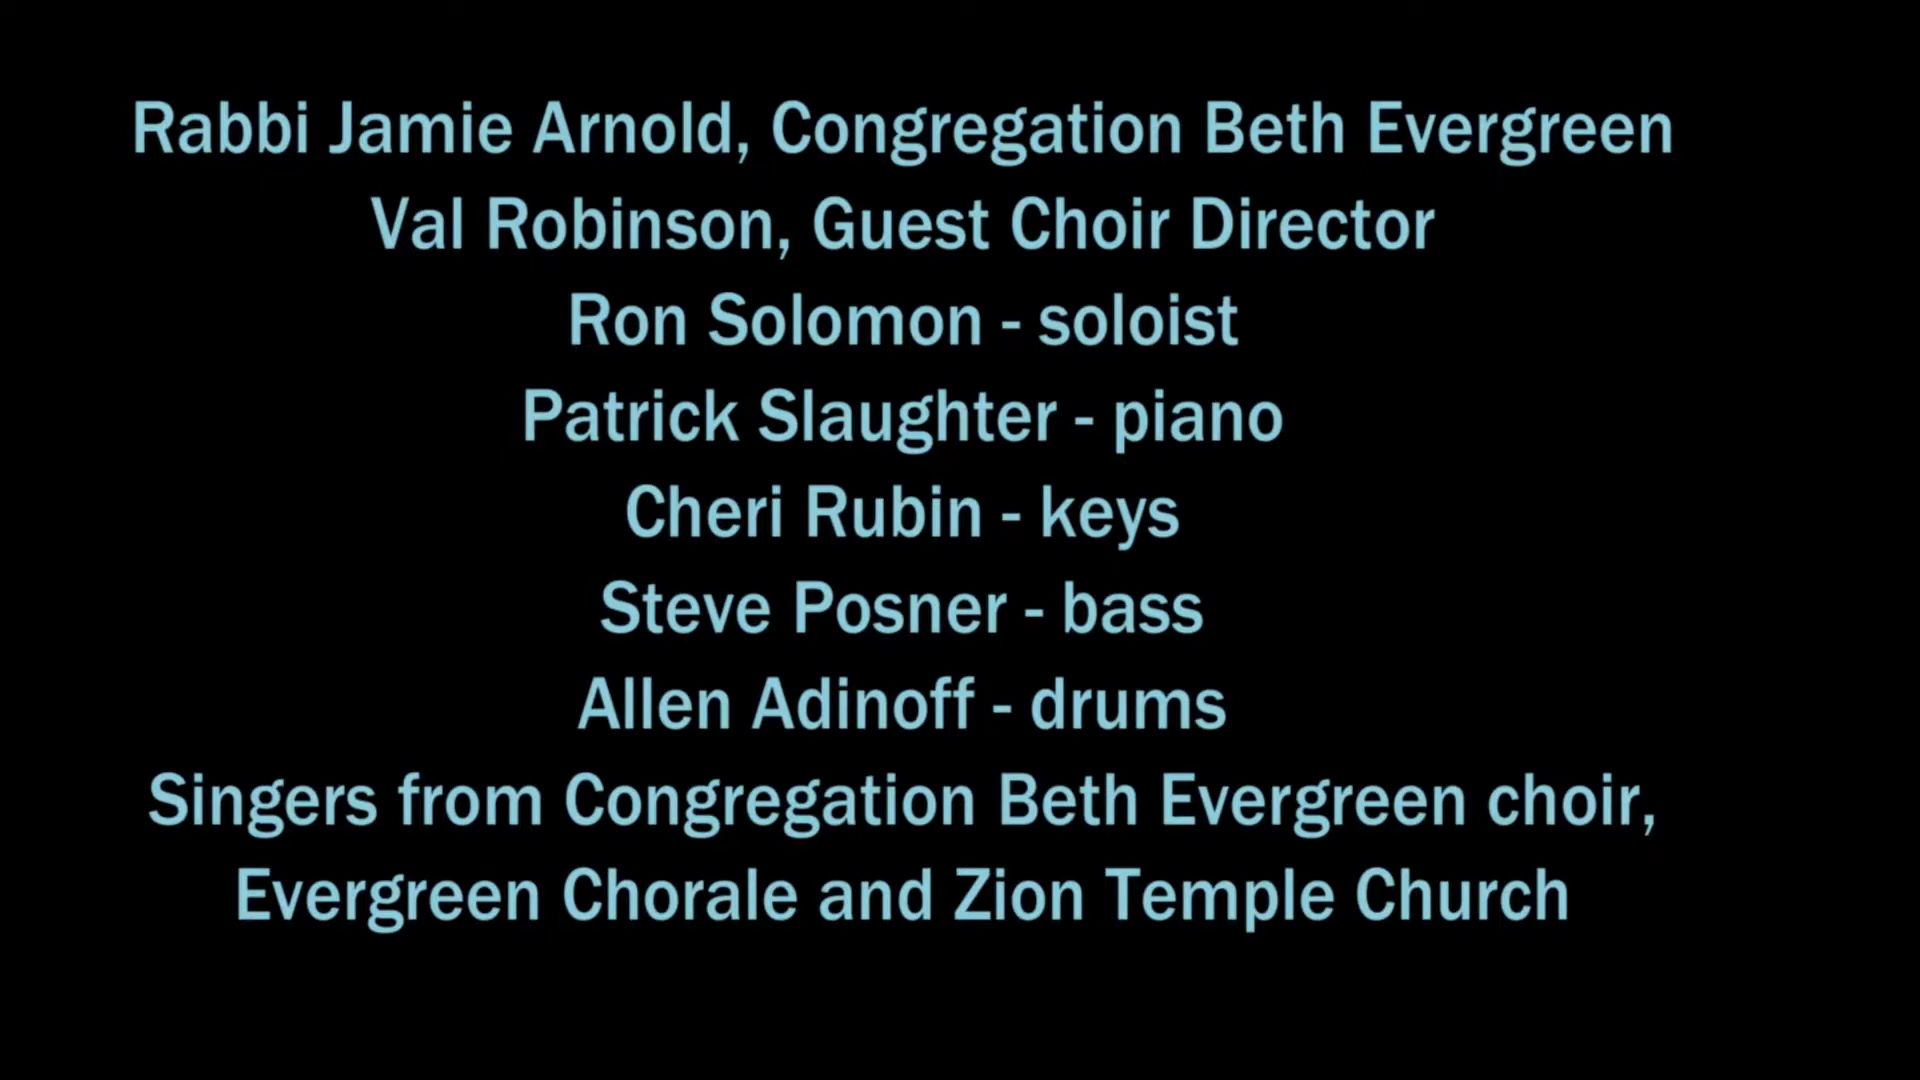 Rabbi Jamie Arnold, Congregation Beth Evergreen
Val Robinson, Guest Choir Director
Ron Solomon - soloist
Patrick Slaughter - piano
Cheri Rubin - keys
Steve Posner - bass
Allen Adinoff - drums
Singers from Congregation Beth Evergreen choir,
Evergreen Chorale and Zion Temple Church